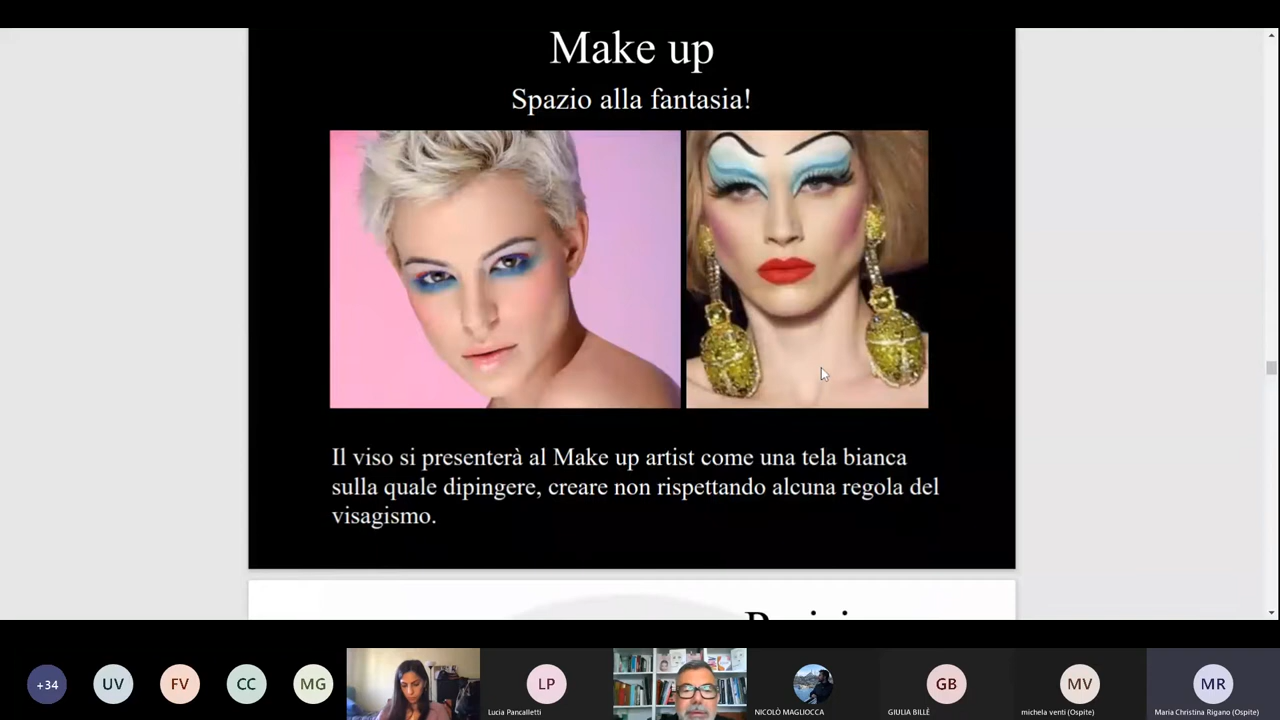 Make up
Spazio alla fantasia!
Il viso si presenterà al Make up artist come una tela bianca
sulla quale dipingere, creare non rispettando alcuna regola del
visagismo.
+34
UV
FV
CC
MG
LP
Lucia Pancalletti
NICOLÒ MAGLIOCCA
GB
GIULIA BILLÈ
MV
michela venti (Ospite)
MR
Maria Christina Rigano (Ospite)